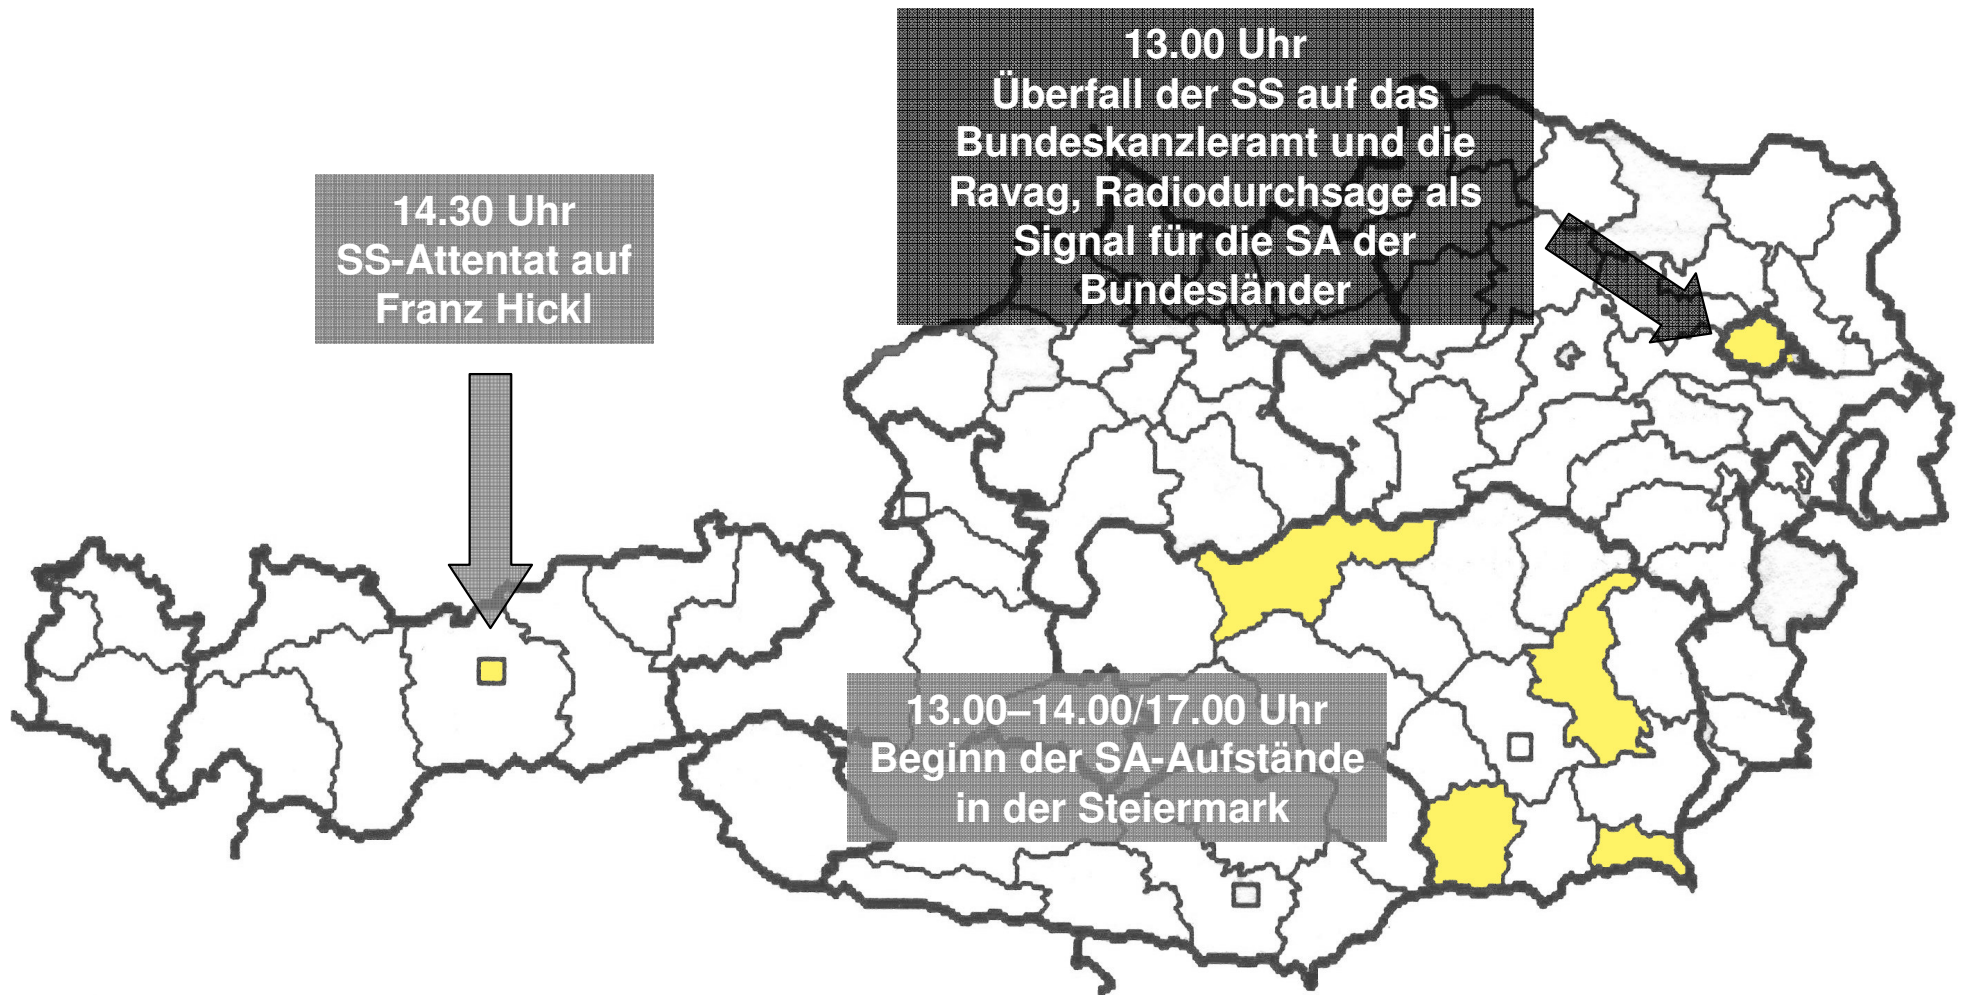 13.00 Uhr
Überfall der SS auf das
Bundeskanzleramt und die
Ravag, Radiodurchsage als
Signal für die SA der
Bundesländer
14.30 Uhr
SS-Attentat auf
Franz Hickl
13.00–14.00/17.00 Uhr
Beginn der SA-Aufstände
in der Steiermark